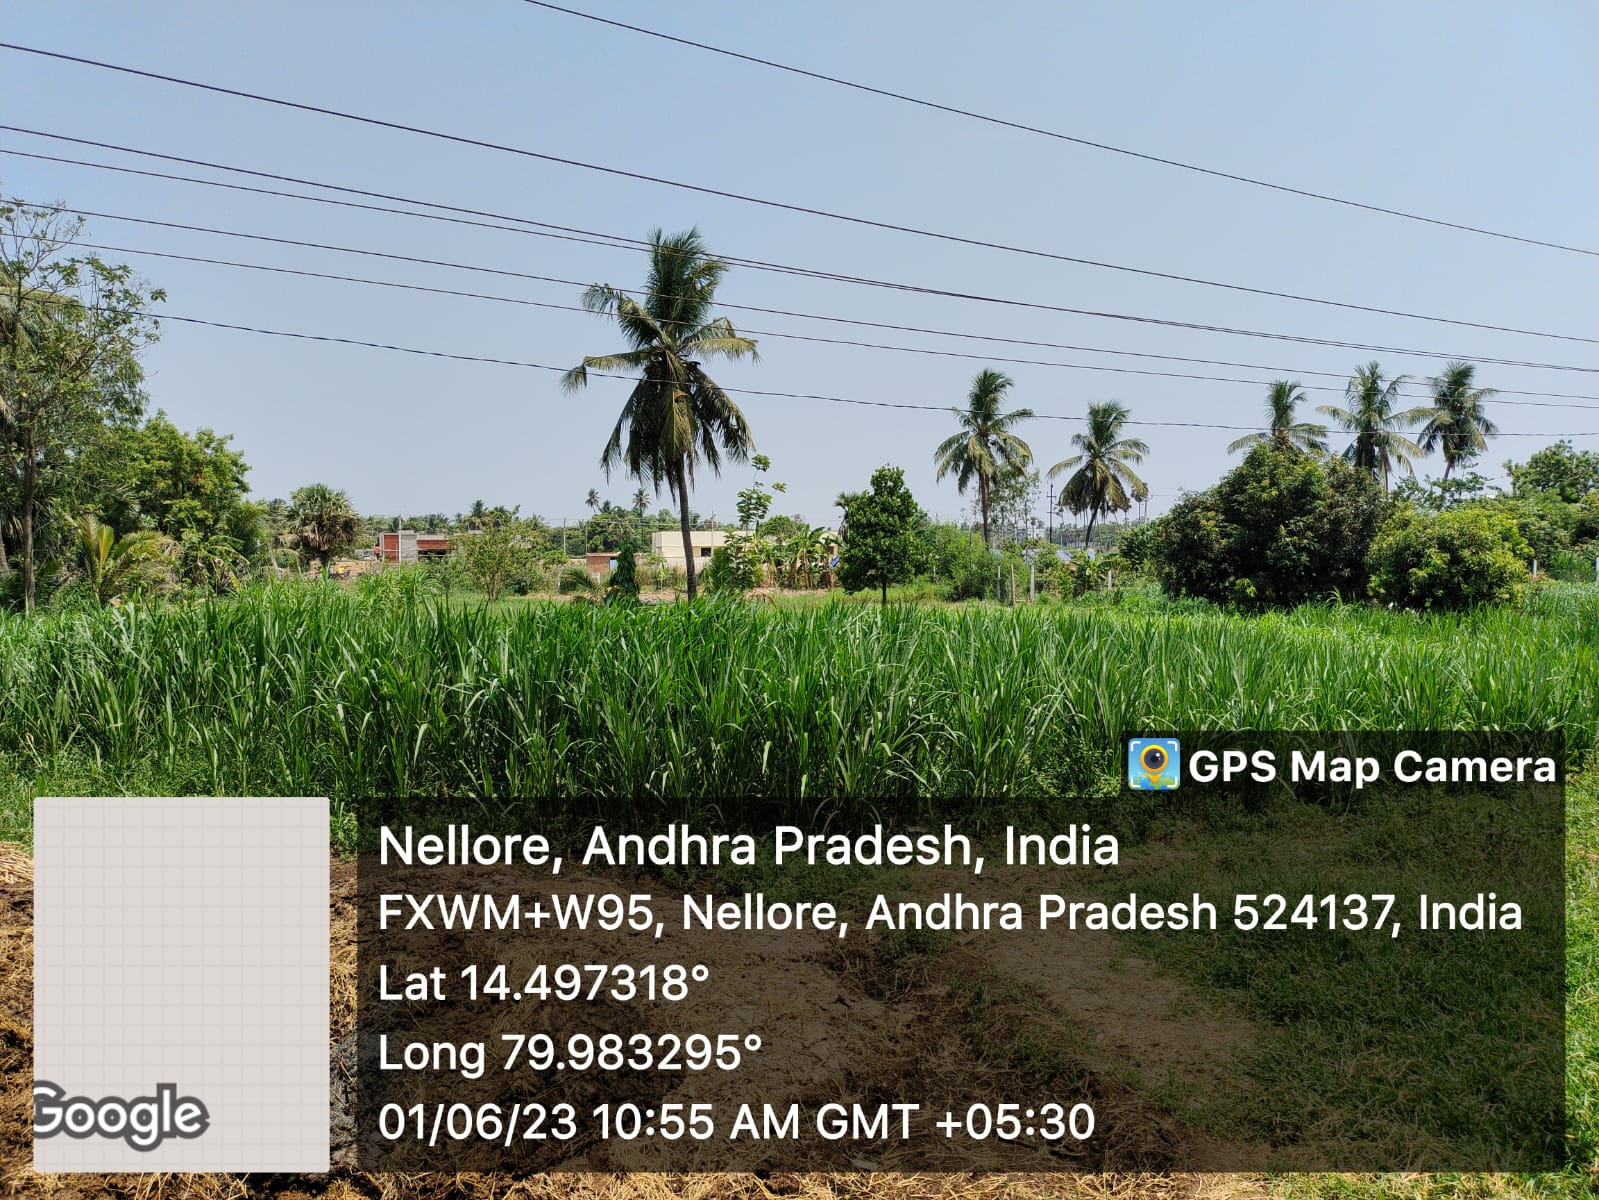 GPS Map Camera
Nellore, Andhra Pradesh, India
FXWM+W95, Nellore, Andhra Pradesh 524137, India
Lat 14.497318°
Long 79.983295°
01/06/23 10:55 AM GMT +05:30
Google